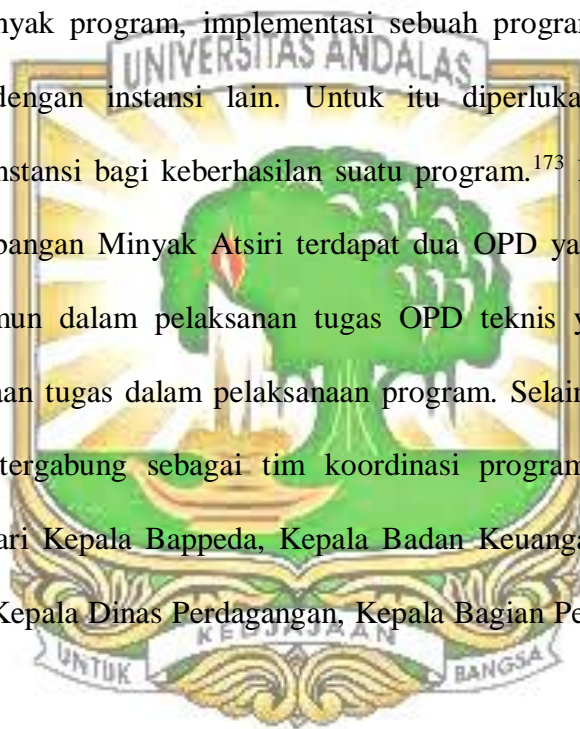 nyak program, implementasi sebuah program
UNIVERSITAS ANDALAS
dengan instansi lain. Untuk itu diperluka
nstansi bagi keberhasilan suatu program.173
bangan Minyak Atsiri terdapat dua OPD ya
mun dalam pelaksanan tugas OPD teknis y
aan tugas dalam pelaksanaan program. Selain
tergabung sebagai tim koordinasi program
ari Kepala Bappeda, Kepala Badan Keuanga
Kepala Dinas Perdagangan, Kepala Bagian Pe
KEDJAJAAN
UNTUK
BANGSA